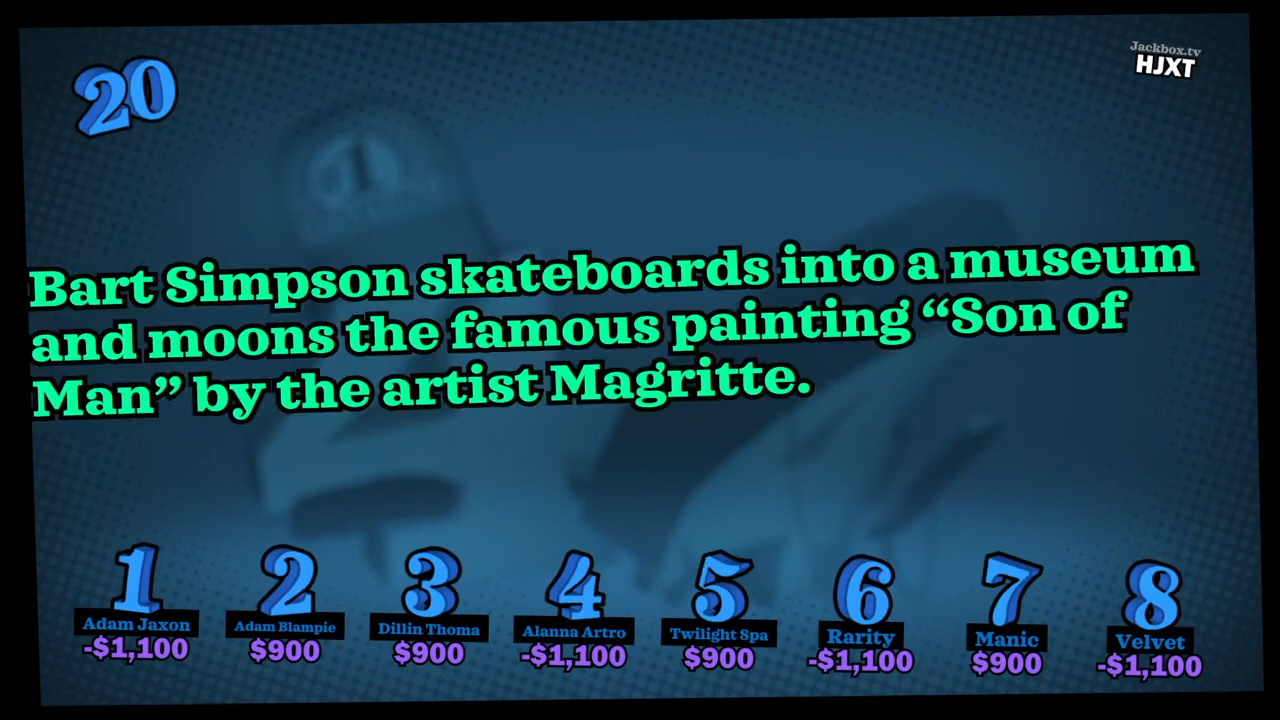 20
Jackbox.tv
HJXT
Bart Simpson skateboards into a museum
and moons the famous painting “Son of
Man” by the artist Magritte.
1 2 3 4 5 6 7 8
Adam Jaxon Adam Blampie Dillin Thoma Alanna Artro Twilight Spa Rarity Manic Velvet
-$1,100 $900 $900 -$1,100 $900 -$1,100 $900 -$1,100